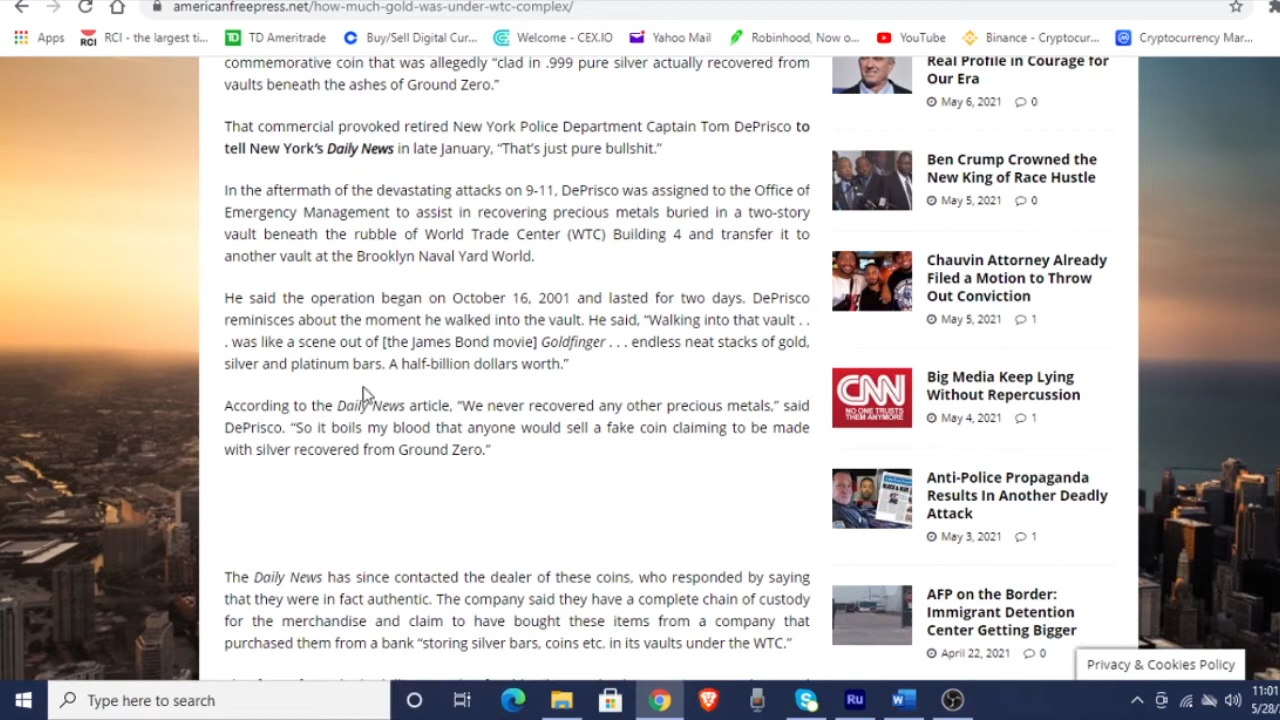 americanfreepress.net/how-much-gold-was-under-wtc-complex/
Apps
RCI
RCI - the largest ti...
TD Ameritrade
Buy/Sell Digital Cur...
Welcome - CEX.IO
Yahoo Mail
Robinhood, Now o...
YouTube
Binance - Cryptocur...
Cryptocurrency Mar...
commemorative coin that was allegedly “clad in .999 pure silver actually recovered from
vaults beneath the ashes of Ground Zero.”
That commercial provoked retired New York Police Department Captain Tom DePrisco to
tell New York’s Daily News in late January, “That’s just pure bullshit.”
In the aftermath of the devastating attacks on 9-11, DePrisco was assigned to the Office of
Emergency Management to assist in recovering precious metals buried in a two-story
vault beneath the rubble of World Trade Center (WTC) Building 4 and transfer it to
another vault at the Brooklyn Naval Yard World.
He said the operation began on October 16, 2001 and lasted for two days. DePrisco
reminisces about the moment he walked into the vault. He said, “Walking into that vault . .
. was like a scene out of [the James Bond movie] Goldfinger . . . endless neat stacks of gold,
silver and platinum bars. A half-billion dollars worth.”
According to the Daily News article, “We never recovered any other precious metals,” said
DePrisco. “So it boils my blood that anyone would sell a fake coin claiming to be made
with silver recovered from Ground Zero.”
The Daily News has since contacted the dealer of these coins, who responded by saying
that they were in fact authentic. The company said they have a complete chain of custody
for the merchandise and claim to have bought these items from a company that
purchased them from a bank “storing silver bars, coins etc. in its vaults under the WTC.”
Real Profile in Courage for
Our Era
May 6, 2021 0
Ben Crump Crowned the
New King of Race Hustle
May 5, 2021 0
Chauvin Attorney Already
Filed a Motion to Throw
Out Conviction
May 5, 2021 1
CNN
NO ONE TRUSTS
THEM ANYMORE
Big Media Keep Lying
Without Repercussion
May 4, 2021 1
Anti-Police Propaganda
Results In Another Deadly
Attack
May 3, 2021 1
AFP on the Border:
Immigrant Detention
Center Getting Bigger
April 22, 2021 0
Privacy & Cookies Policy
Type here to search
Ru
W
11:01
5/28/